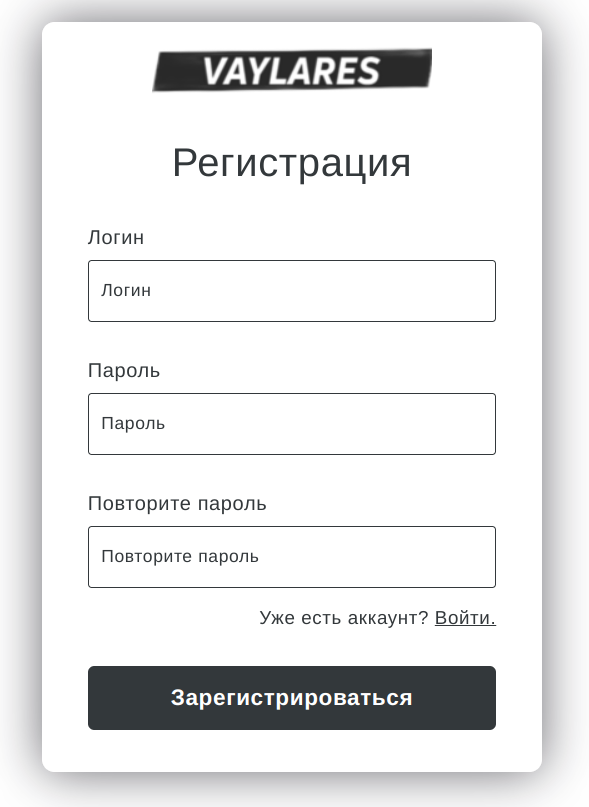 VAYLARES
Регистрация
Логин
Логин
Пароль
Пароль
Повторите пароль
Повторите пароль
Уже есть аккаунт? Войти.
Зарегистрироваться